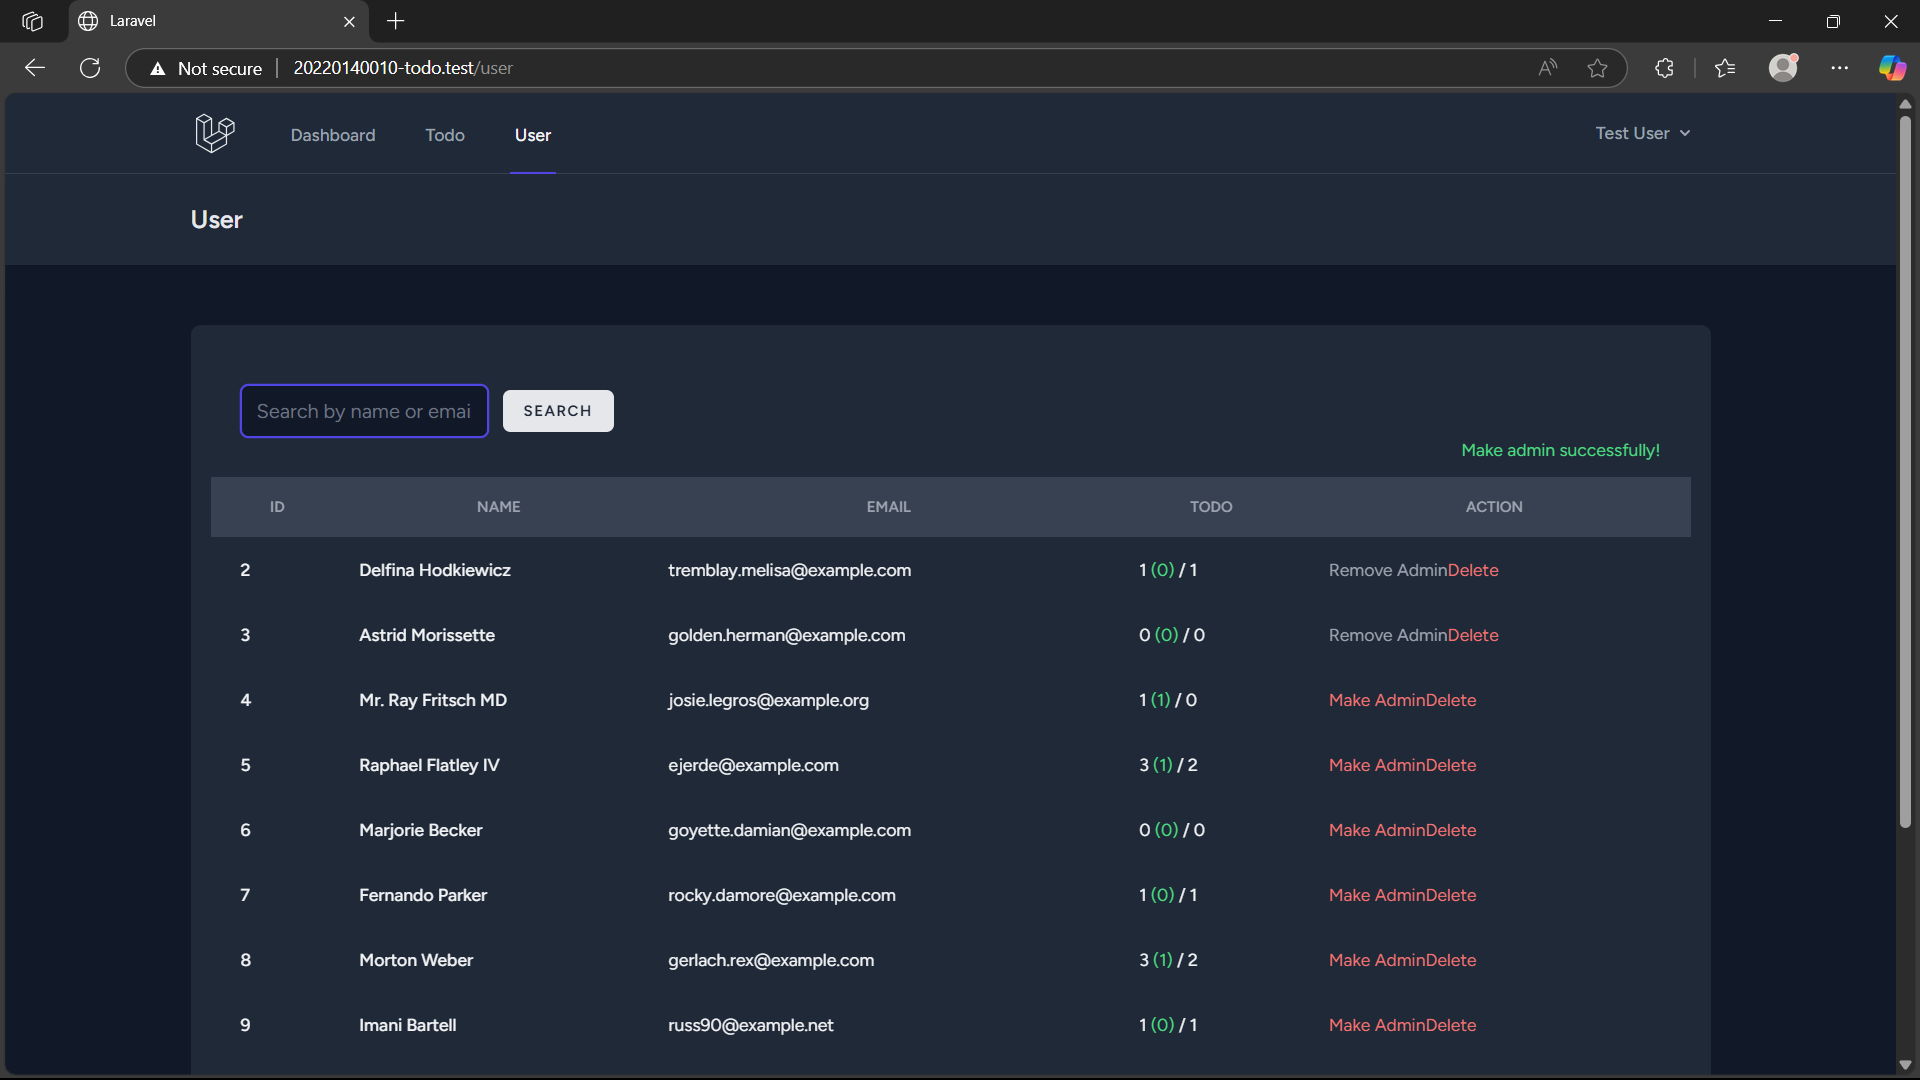 Laravel
Not secure 20220140010-todo.test/user
Dashboard Todo User Test User
User
Search by name or emai SEARCH
Make admin successfully!
ID NAME EMAIL TODO ACTION
2 Delfina Hodkiewicz tremblay.melisa@example.com 1 (0) / 1 Remove AdminDelete
3 Astrid Morissette golden.herman@example.com 0 (0) / 0 Remove AdminDelete
4 Mr. Ray Fritsch MD josie.legros@example.org 1 (1) / 0 Make AdminDelete
5 Raphael Flatley IV ejerde@example.com 3 (1) / 2 Make AdminDelete
6 Marjorie Becker goyette.damian@example.com 0 (0) / 0 Make AdminDelete
7 Fernando Parker rocky.damore@example.com 1 (0) / 1 Make AdminDelete
8 Morton Weber gerlach.rex@example.com 3 (1) / 2 Make AdminDelete
9 Imani Bartell russ90@example.net 1 (0) / 1 Make AdminDelete